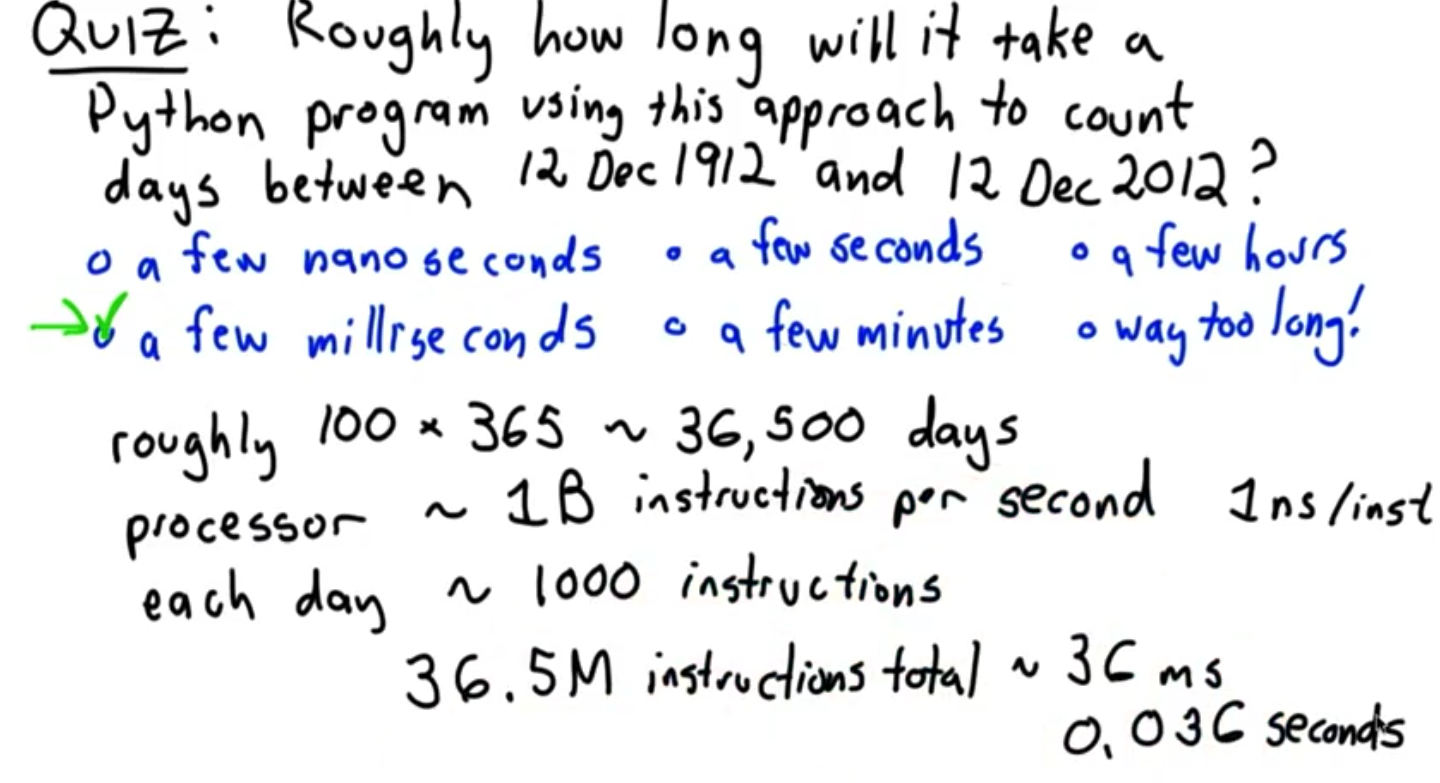 QUIZ: Roughly how long will it take a
Python program using this approach to count
days between 12 Dec 1912 and 12 Dec 2012?
o a few nanoseconds o a few seconds o a few hours
→✓o a few milliseconds o a few minutes o way too long!
roughly 100 * 365 ~ 36,500 days
processor ~ 1B instructions per second 1ns/inst
each day ~ 1000 instructions
36.5M instructions total ~ 36 ms
0.036 seconds